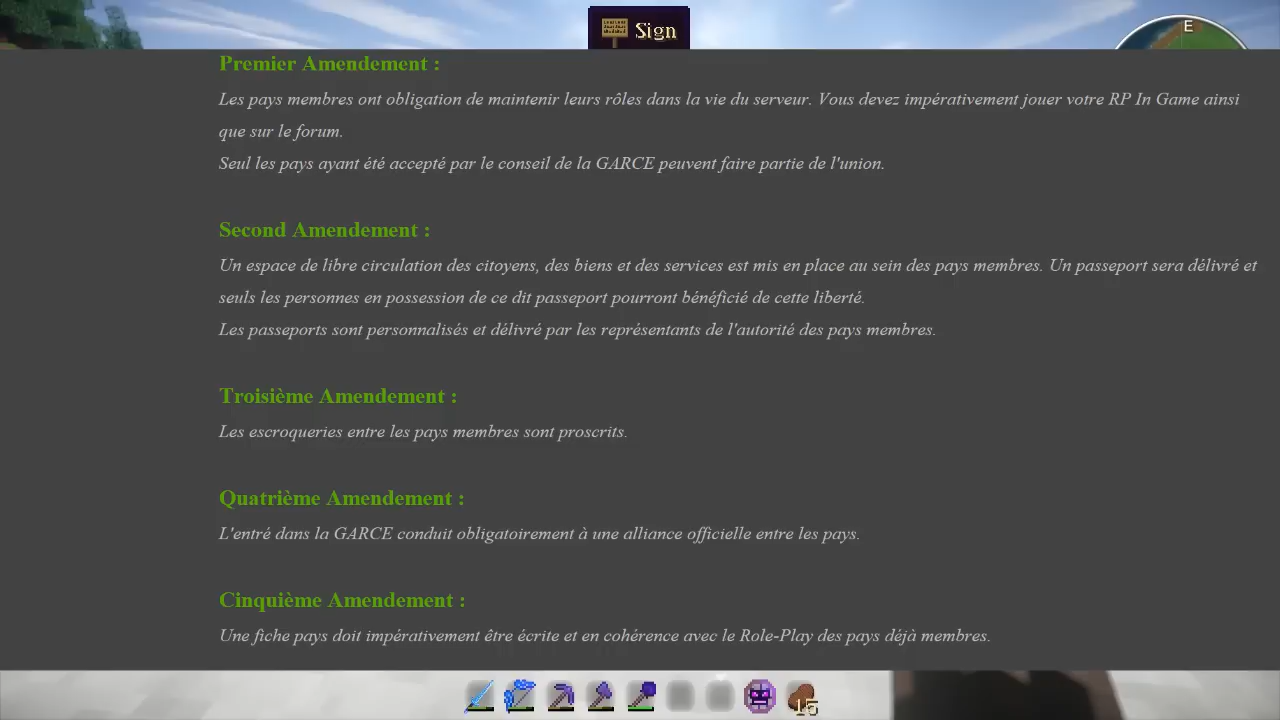 Sign
E
Premier Amendement :
Les pays membres ont obligation de maintenir leurs rôles dans la vie du serveur. Vous devez impérativement jouer votre RP In Game ainsi
que sur le forum.
Seul les pays ayant été accepté par le conseil de la GARCE peuvent faire partie de l'union.
Second Amendement :
Un espace de libre circulation des citoyens, des biens et des services est mis en place au sein des pays membres. Un passeport sera délivré et
seuls les personnes en possession de ce dit passeport pourront bénéficié de cette liberté.
Les passeports sont personnalisés et délivré par les représentants de l'autorité des pays membres.
Troisième Amendement :
Les escroqueries entre les pays membres sont proscrits.
Quatrième Amendement :
L'entré dans la GARCE conduit obligatoirement à une alliance officielle entre les pays.
Cinquième Amendement :
Une fiche pays doit impérativement être écrite et en cohérence avec le Role-Play des pays déjà membres.
15